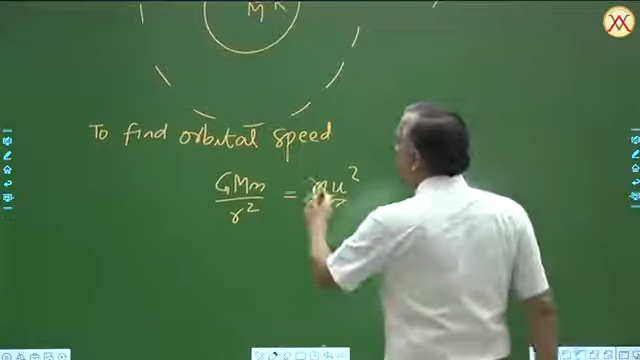 M R
To find orbital speed
GMm = mu²
r² r